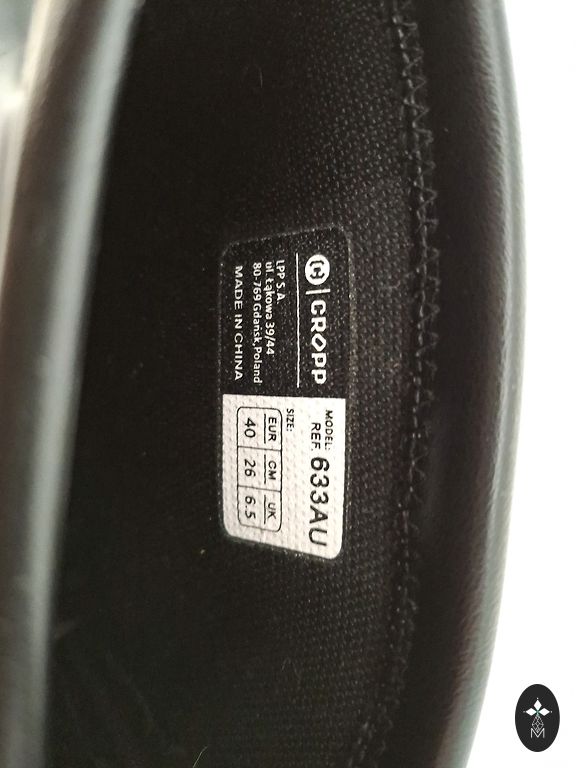 CROPP
LPP S.A.
ul. Łąkowa 39/44
80-769 Gdańsk, Poland
MADE IN CHINA
MODEL:
REF. 633AU
SIZE:
EUR CM UK
40 26 6.5
M